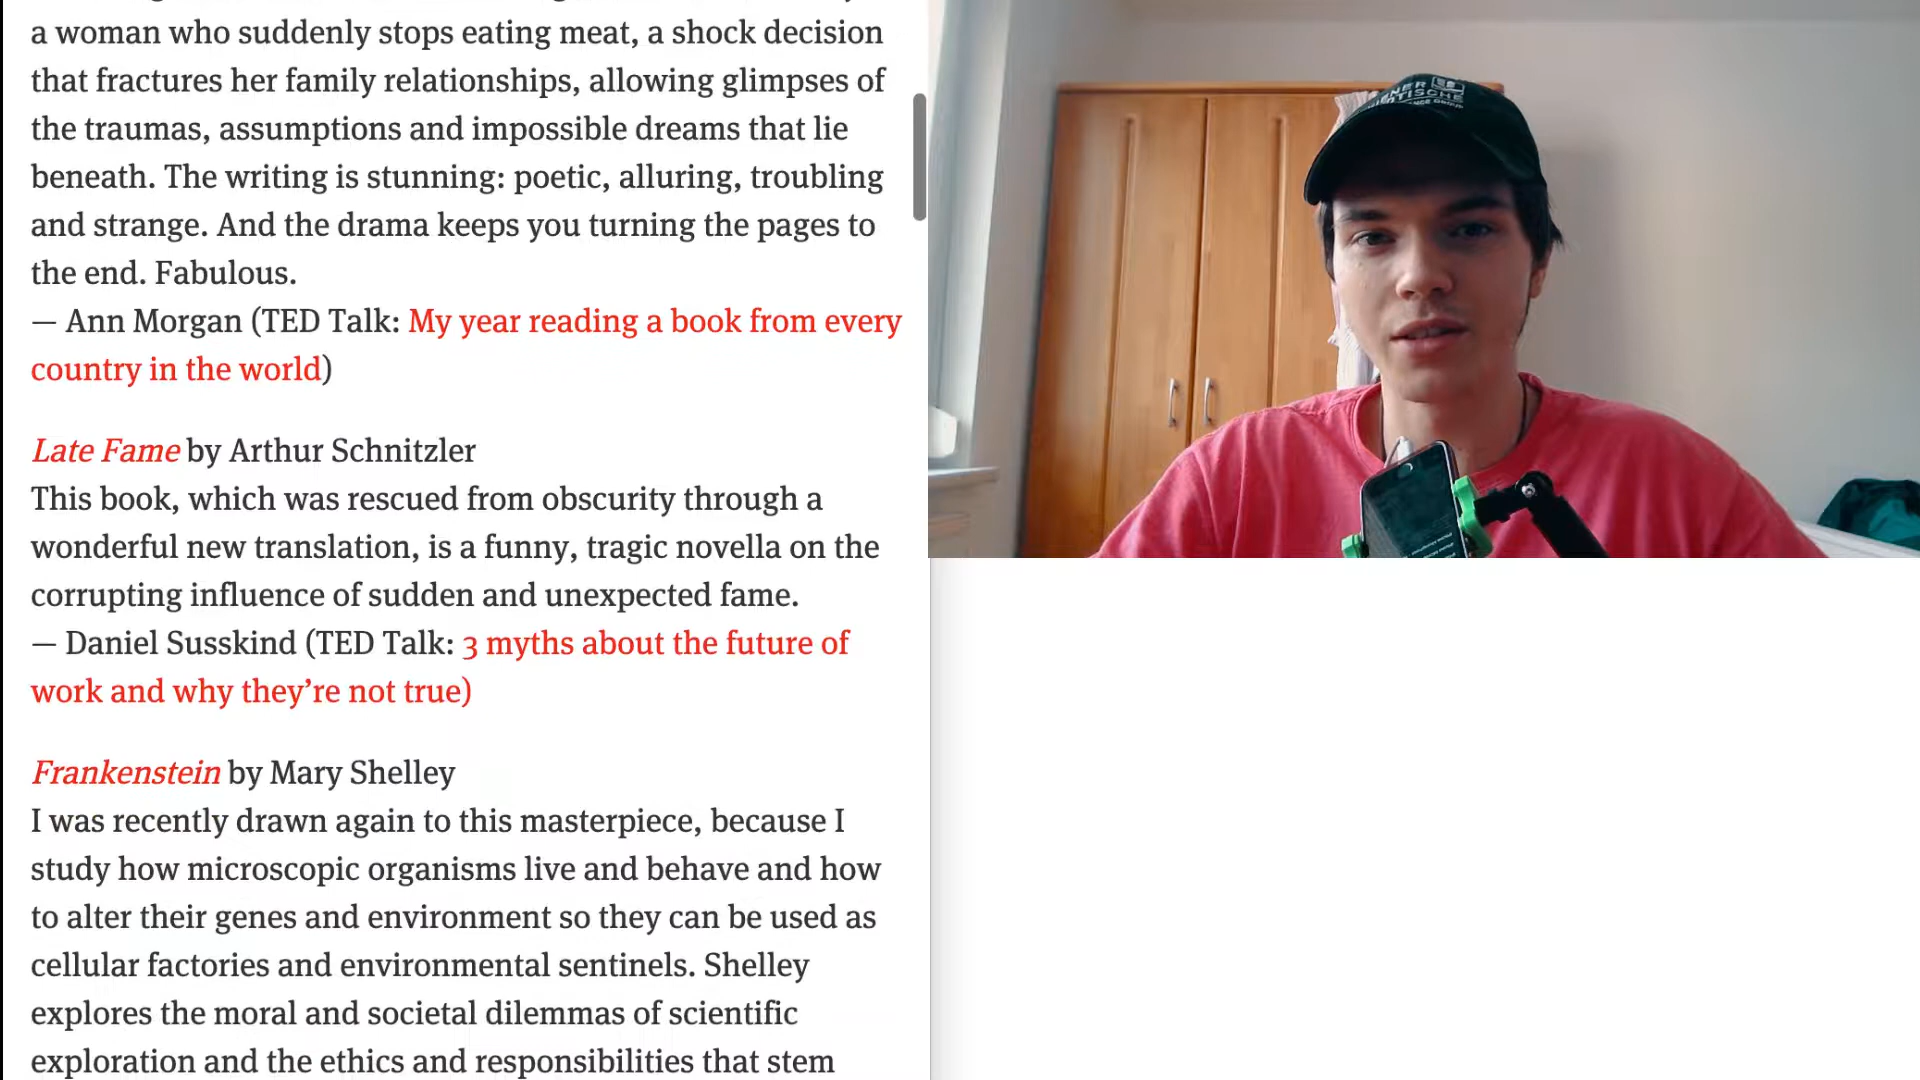 a woman who suddenly stops eating meat, a shock decision
that fractures her family relationships, allowing glimpses of
the traumas, assumptions and impossible dreams that lie
beneath. The writing is stunning: poetic, alluring, troubling
and strange. And the drama keeps you turning the pages to
the end. Fabulous.
— Ann Morgan (TED Talk: My year reading a book from every
country in the world)
Late Fame by Arthur Schnitzler
This book, which was rescued from obscurity through a
wonderful new translation, is a funny, tragic novella on the
corrupting influence of sudden and unexpected fame.
— Daniel Susskind (TED Talk: 3 myths about the future of
work and why they’re not true)
Frankenstein by Mary Shelley
I was recently drawn again to this masterpiece, because I
study how microscopic organisms live and behave and how
to alter their genes and environment so they can be used as
cellular factories and environmental sentinels. Shelley
explores the moral and societal dilemmas of scientific
exploration and the ethics and responsibilities that stem